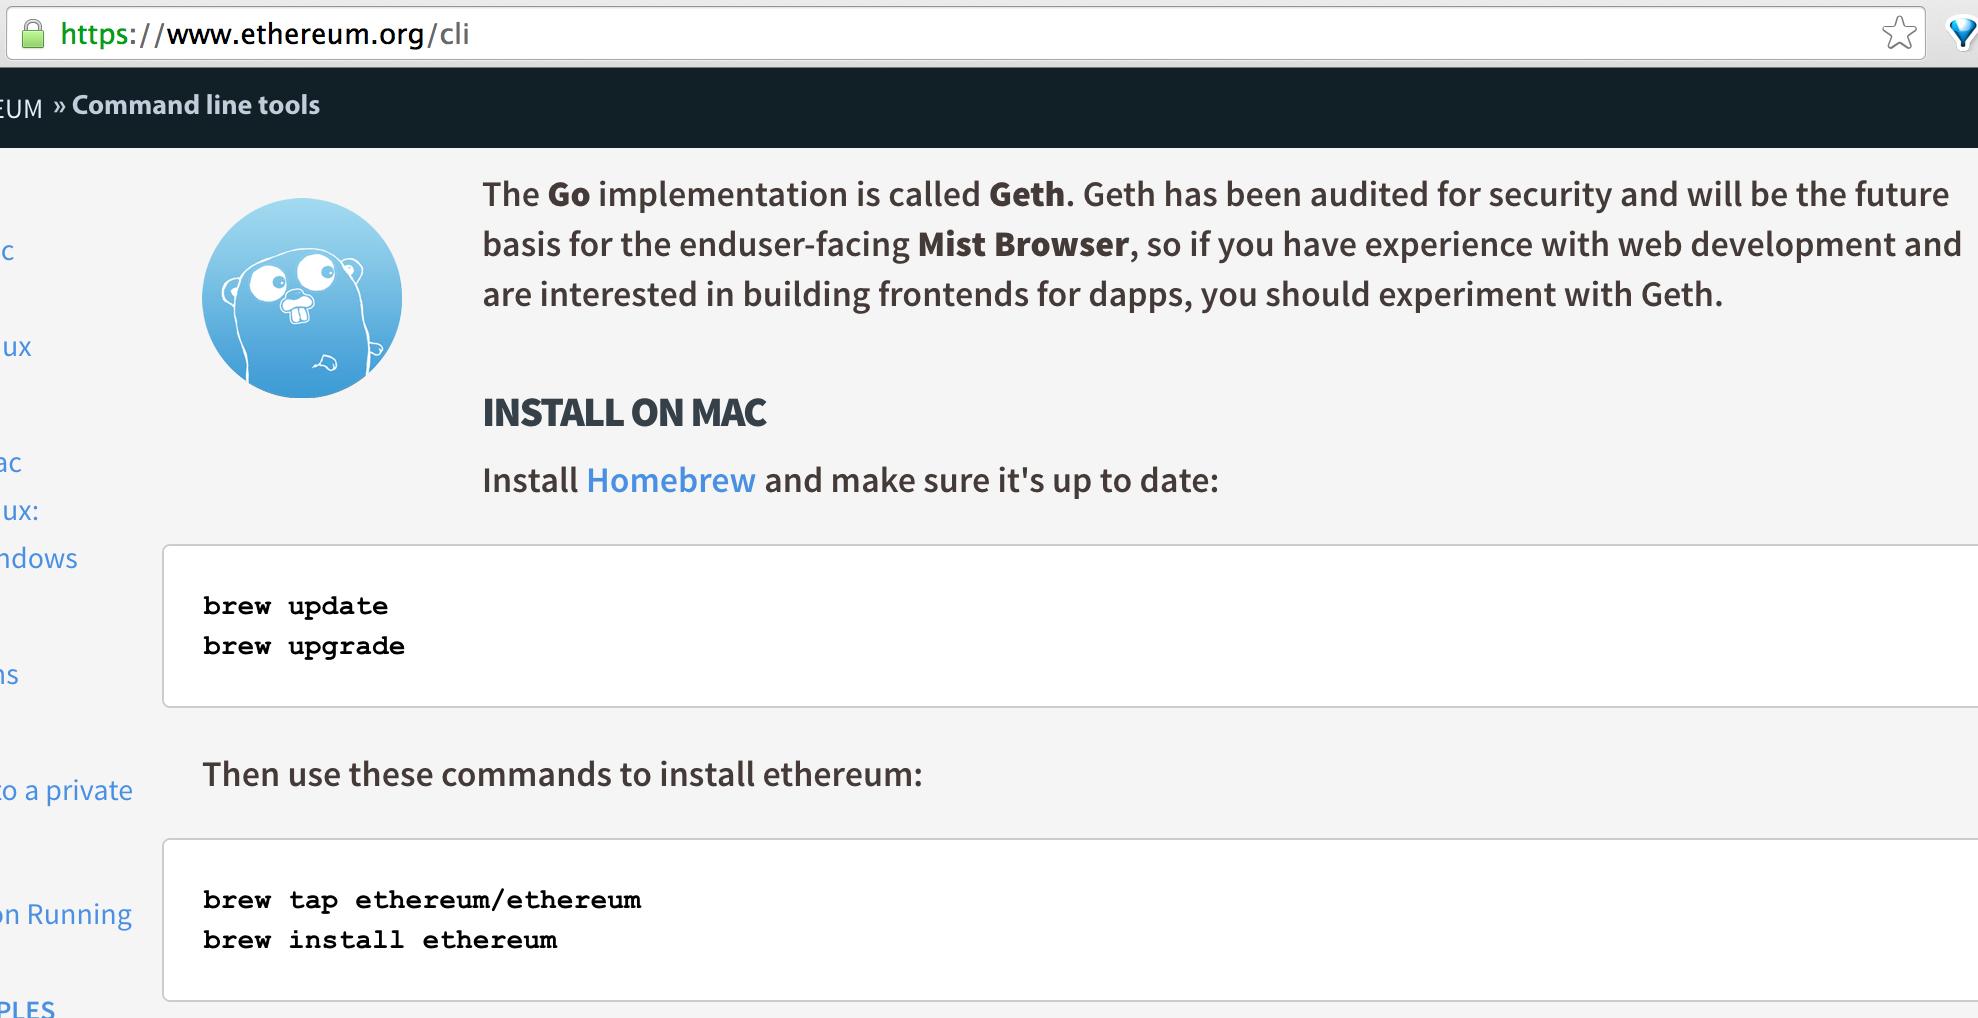 https://www.ethereum.org/cli
EUM » Command line tools
The Go implementation is called Geth. Geth has been audited for security and will be the future
basis for the enduser-facing Mist Browser, so if you have experience with web development and
are interested in building frontends for dapps, you should experiment with Geth.
INSTALL ON MAC
Install Homebrew and make sure it's up to date:
brew update
brew upgrade
Then use these commands to install ethereum:
brew tap ethereum/ethereum
brew install ethereum
c
ux
ac
ux:
ndows
ns
to a private
on Running
PLES